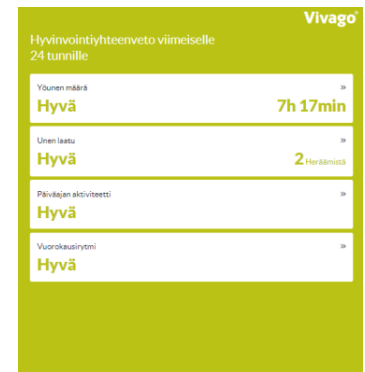 Vivago
Hyvinvointiyhteenveto viimeiselle
24 tunnille
Yöunen määrä »
Hyvä 7h 17min
Unen laatu »
Hyvä 2 Heräämistä
Päiväajan aktiviteetti »
Hyvä
Vuorokausirytmi »
Hyvä